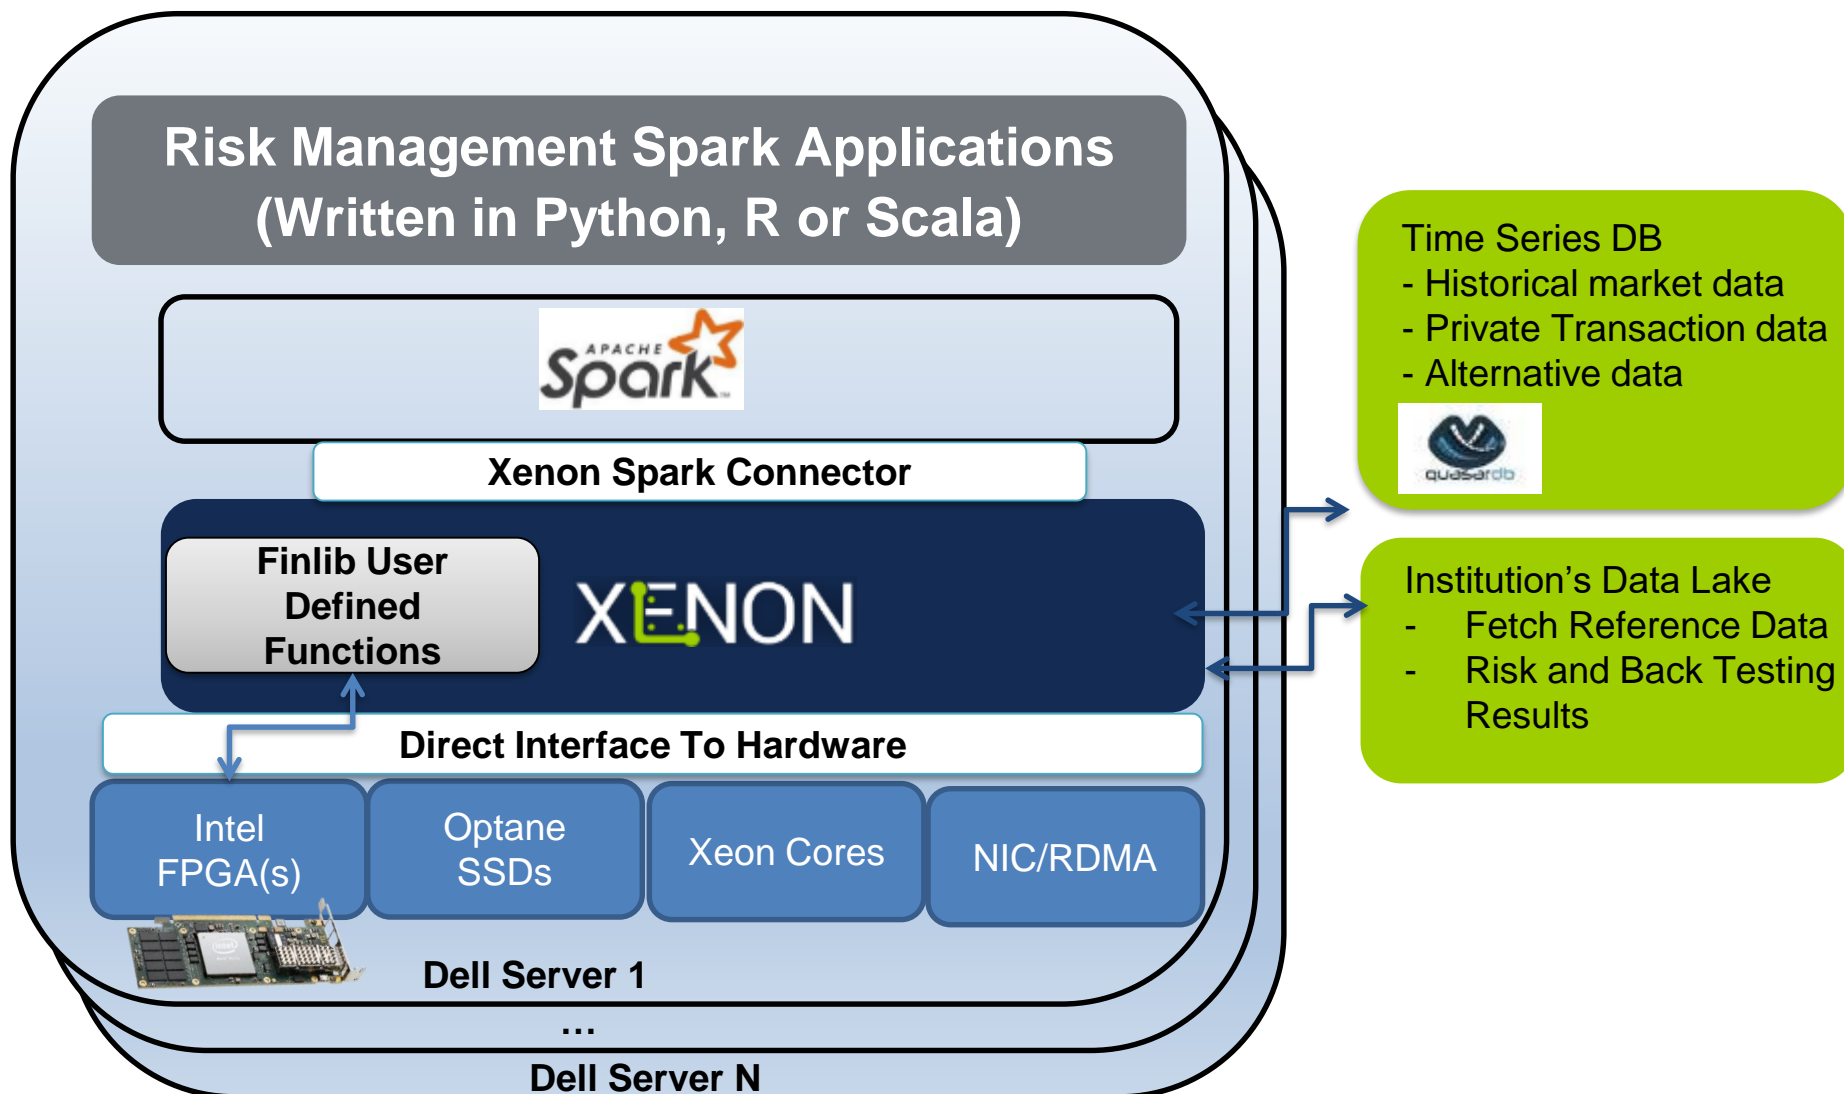 Risk Management Spark Applications
(Written in Python, R or Scala)
APACHE
Spark™
Xenon Spark Connector
Finlib User
Defined
Functions
XENON
Direct Interface To Hardware
Intel
FPGA(s)
Optane
SSDs
Xeon Cores
NIC/RDMA
intel
Dell Server 1
...
Dell Server N
Time Series DB
- Historical market data
- Private Transaction data
- Alternative data
quasardb
Institution’s Data Lake
- Fetch Reference Data
- Risk and Back Testing
Results